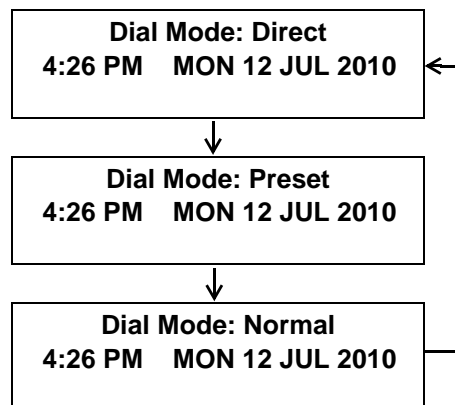 Dial Mode: Direct
4:26 PM MON 12 JUL 2010
Dial Mode: Preset
4:26 PM MON 12 JUL 2010
Dial Mode: Normal
4:26 PM MON 12 JUL 2010